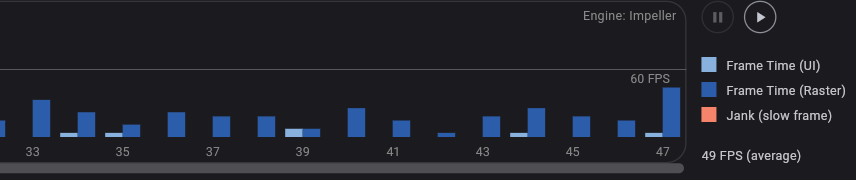 Engine: Impeller
60 FPS
33 35 37 39 41 43 45 47
Frame Time (UI)
Frame Time (Raster)
Jank (slow frame)
49 FPS (average)